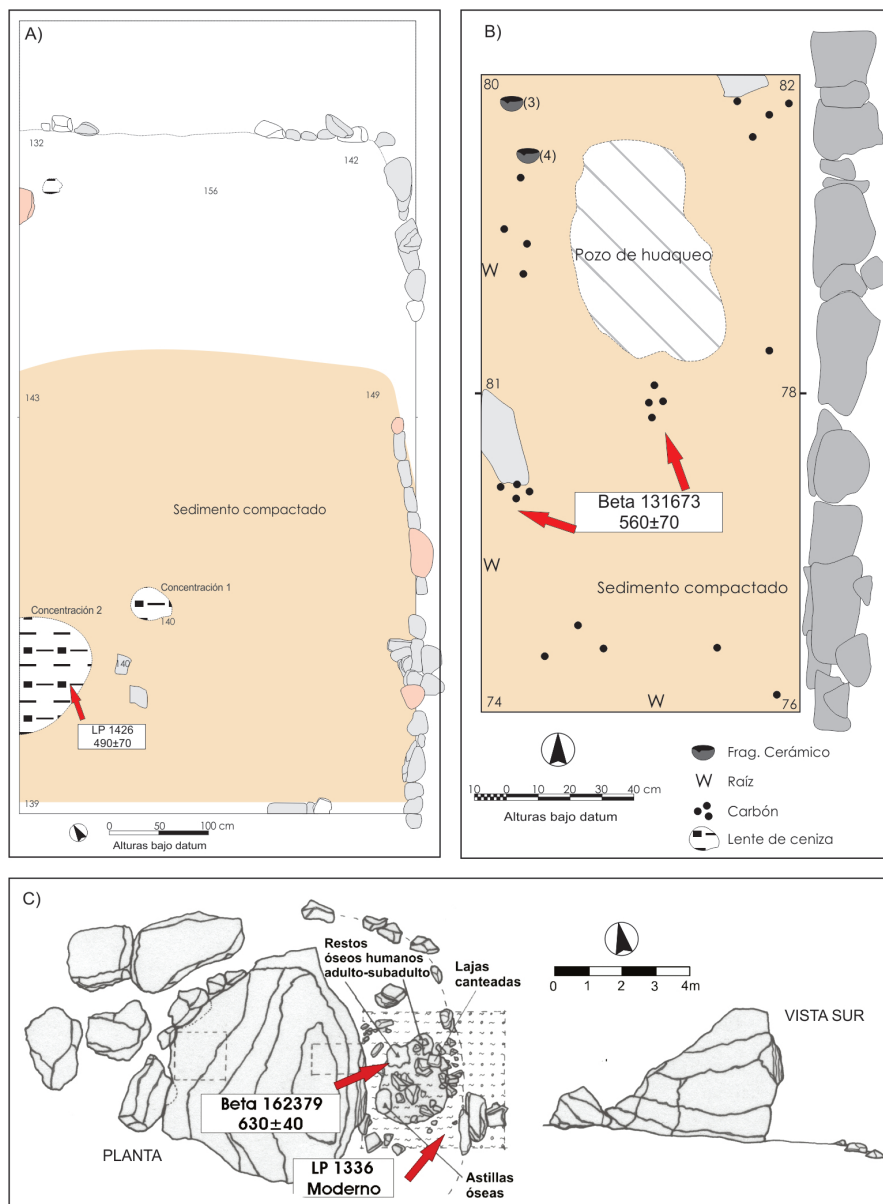 A)
132
142
156
143
149
Sedimento compactado
Concentración 1
Concentración 2
140
140
LP 1426
490±70
139
0 50 100 cm
Alturas bajo datum
B)
80
82
(3)
(4)
Pozo de huaqueo
W
81
78
Beta 131673
560±70
W
Sedimento compactado
74
W
76
10 0 10 20 30 40 cm
Alturas bajo datum
Frag. Cerámico
W Raíz
Carbón
Lente de ceniza
C)
Restos
óseos humanos
adulto-subadulto
Lajas
canteadas
0 1 2 3 4m
VISTA SUR
Beta 162379
630±40
PLANTA
LP 1336
Moderno
Astillas
óseas